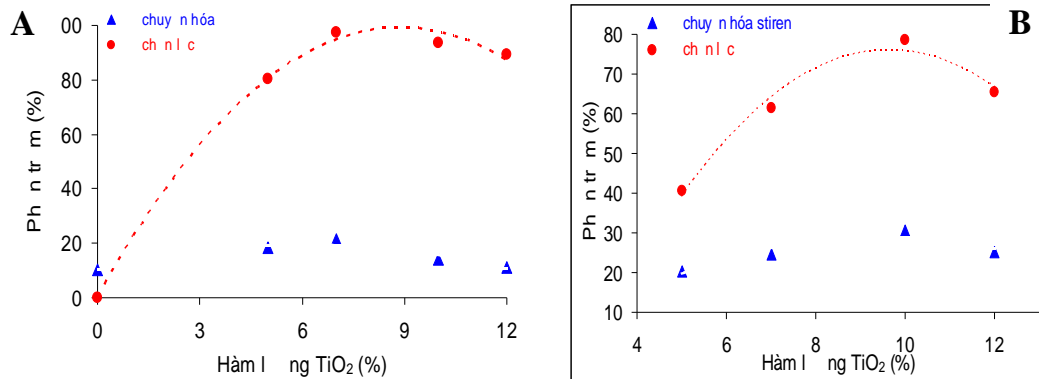 A
chuy n hóa
ch n l c
00
80
60
40
20
0
Ph n tr m (%)
0 3 6 9 12
Hàm l ng TiO₂ (%)
B
chuy n hóa stiren
ch n l c
80
70
60
50
40
30
20
10
Ph n tr m (%)
4 6 8 10 12
Hàm l ng TiO₂ (%)